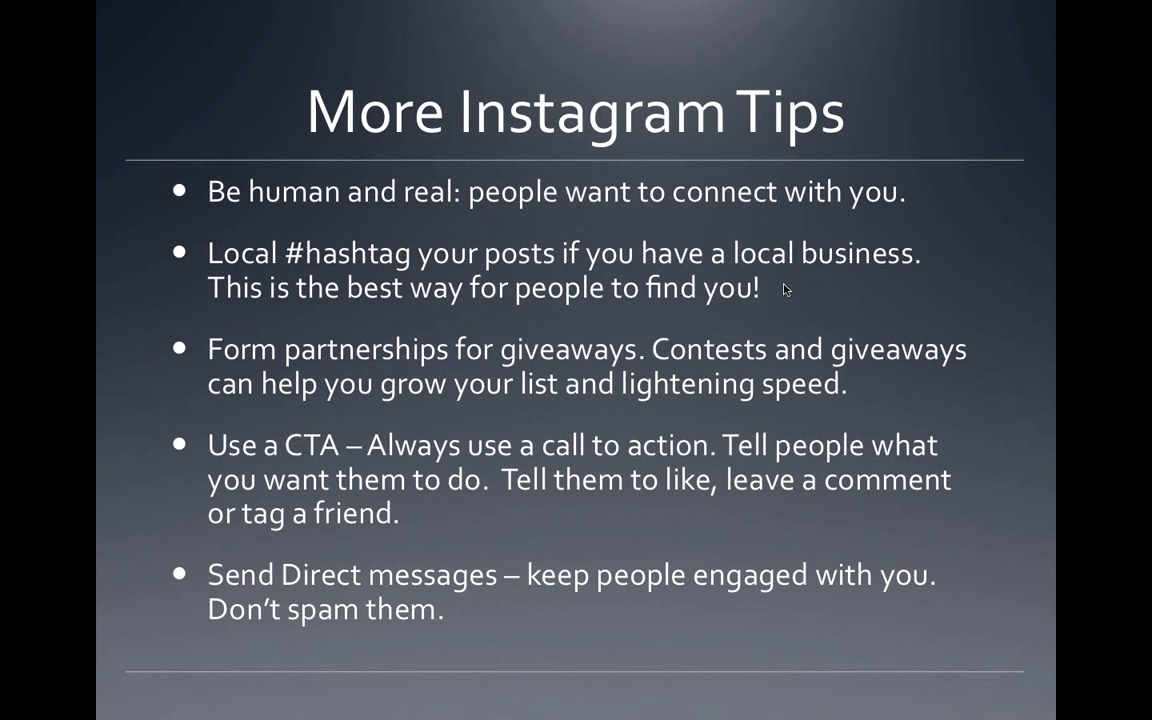 More Instagram Tips
• Be human and real: people want to connect with you.
• Local #hashtag your posts if you have a local business.
This is the best way for people to find you!
• Form partnerships for giveaways. Contests and giveaways
can help you grow your list and lightening speed.
• Use a CTA – Always use a call to action. Tell people what
you want them to do.  Tell them to like, leave a comment
or tag a friend.
• Send Direct messages – keep people engaged with you.
Don’t spam them.